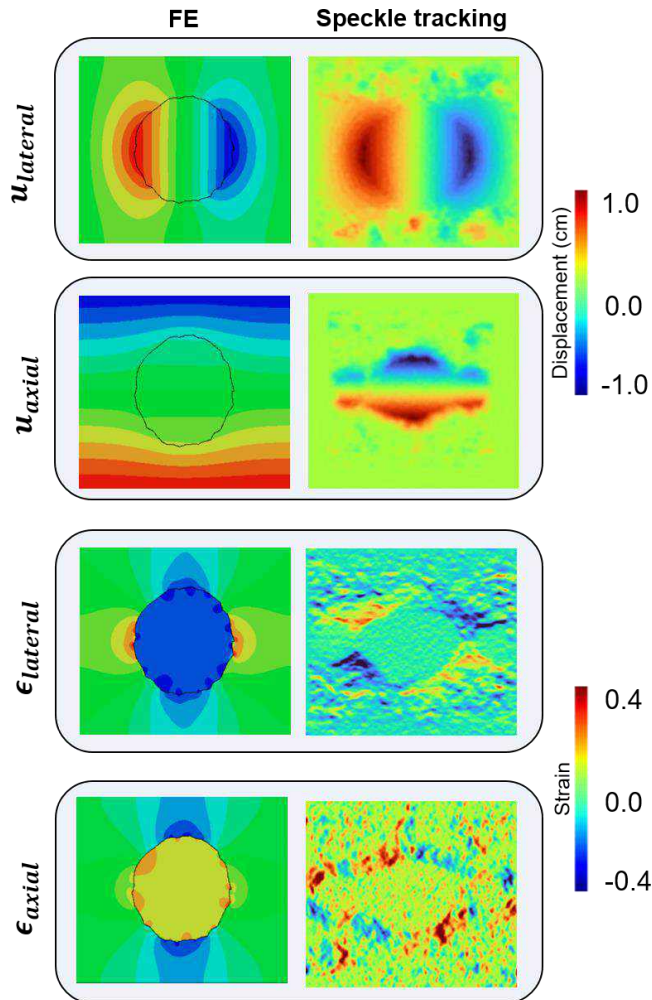 FE Speckle tracking
u_lateral
u_axial
Displacement (cm)
1.0
0.0
-1.0
ϵ_lateral
ϵ_axial
Strain
0.4
0.0
-0.4